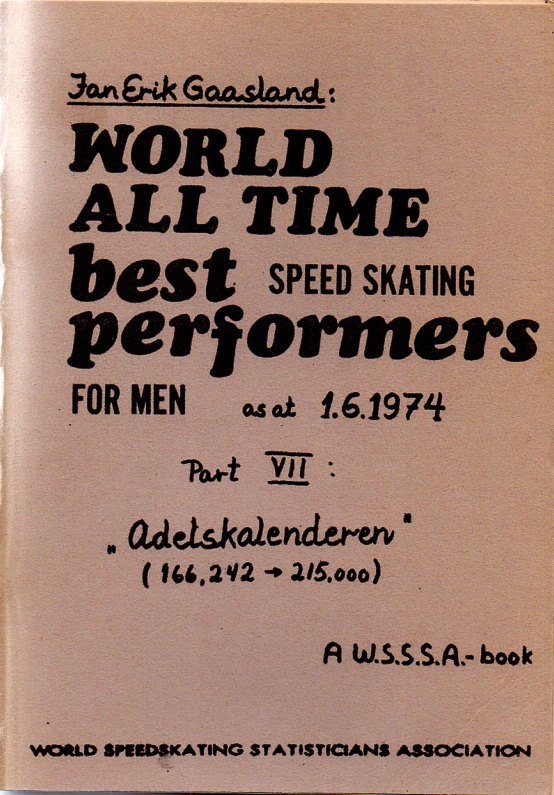 Jan Erik Gaasland:
WORLD
ALL TIME
best SPEED SKATING
performers
FOR MEN as at 1.6.1974
Part VII :
„Adelskalenderen"
(166,242 → 215,000)
A W.S.S.S.A.- book
WORLD SPEEDSKATING STATISTICIANS ASSOCIATION